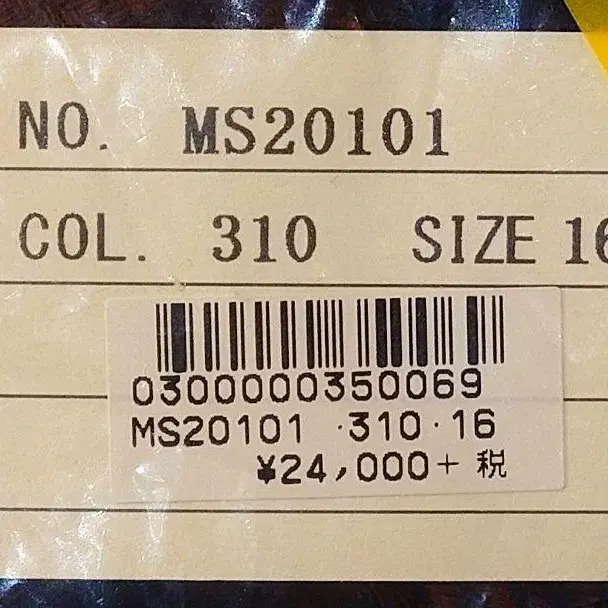 NO. MS20101
COL. 310 SIZE 16
0300000350069
MS20101 ·310·16
¥24,000+ 税